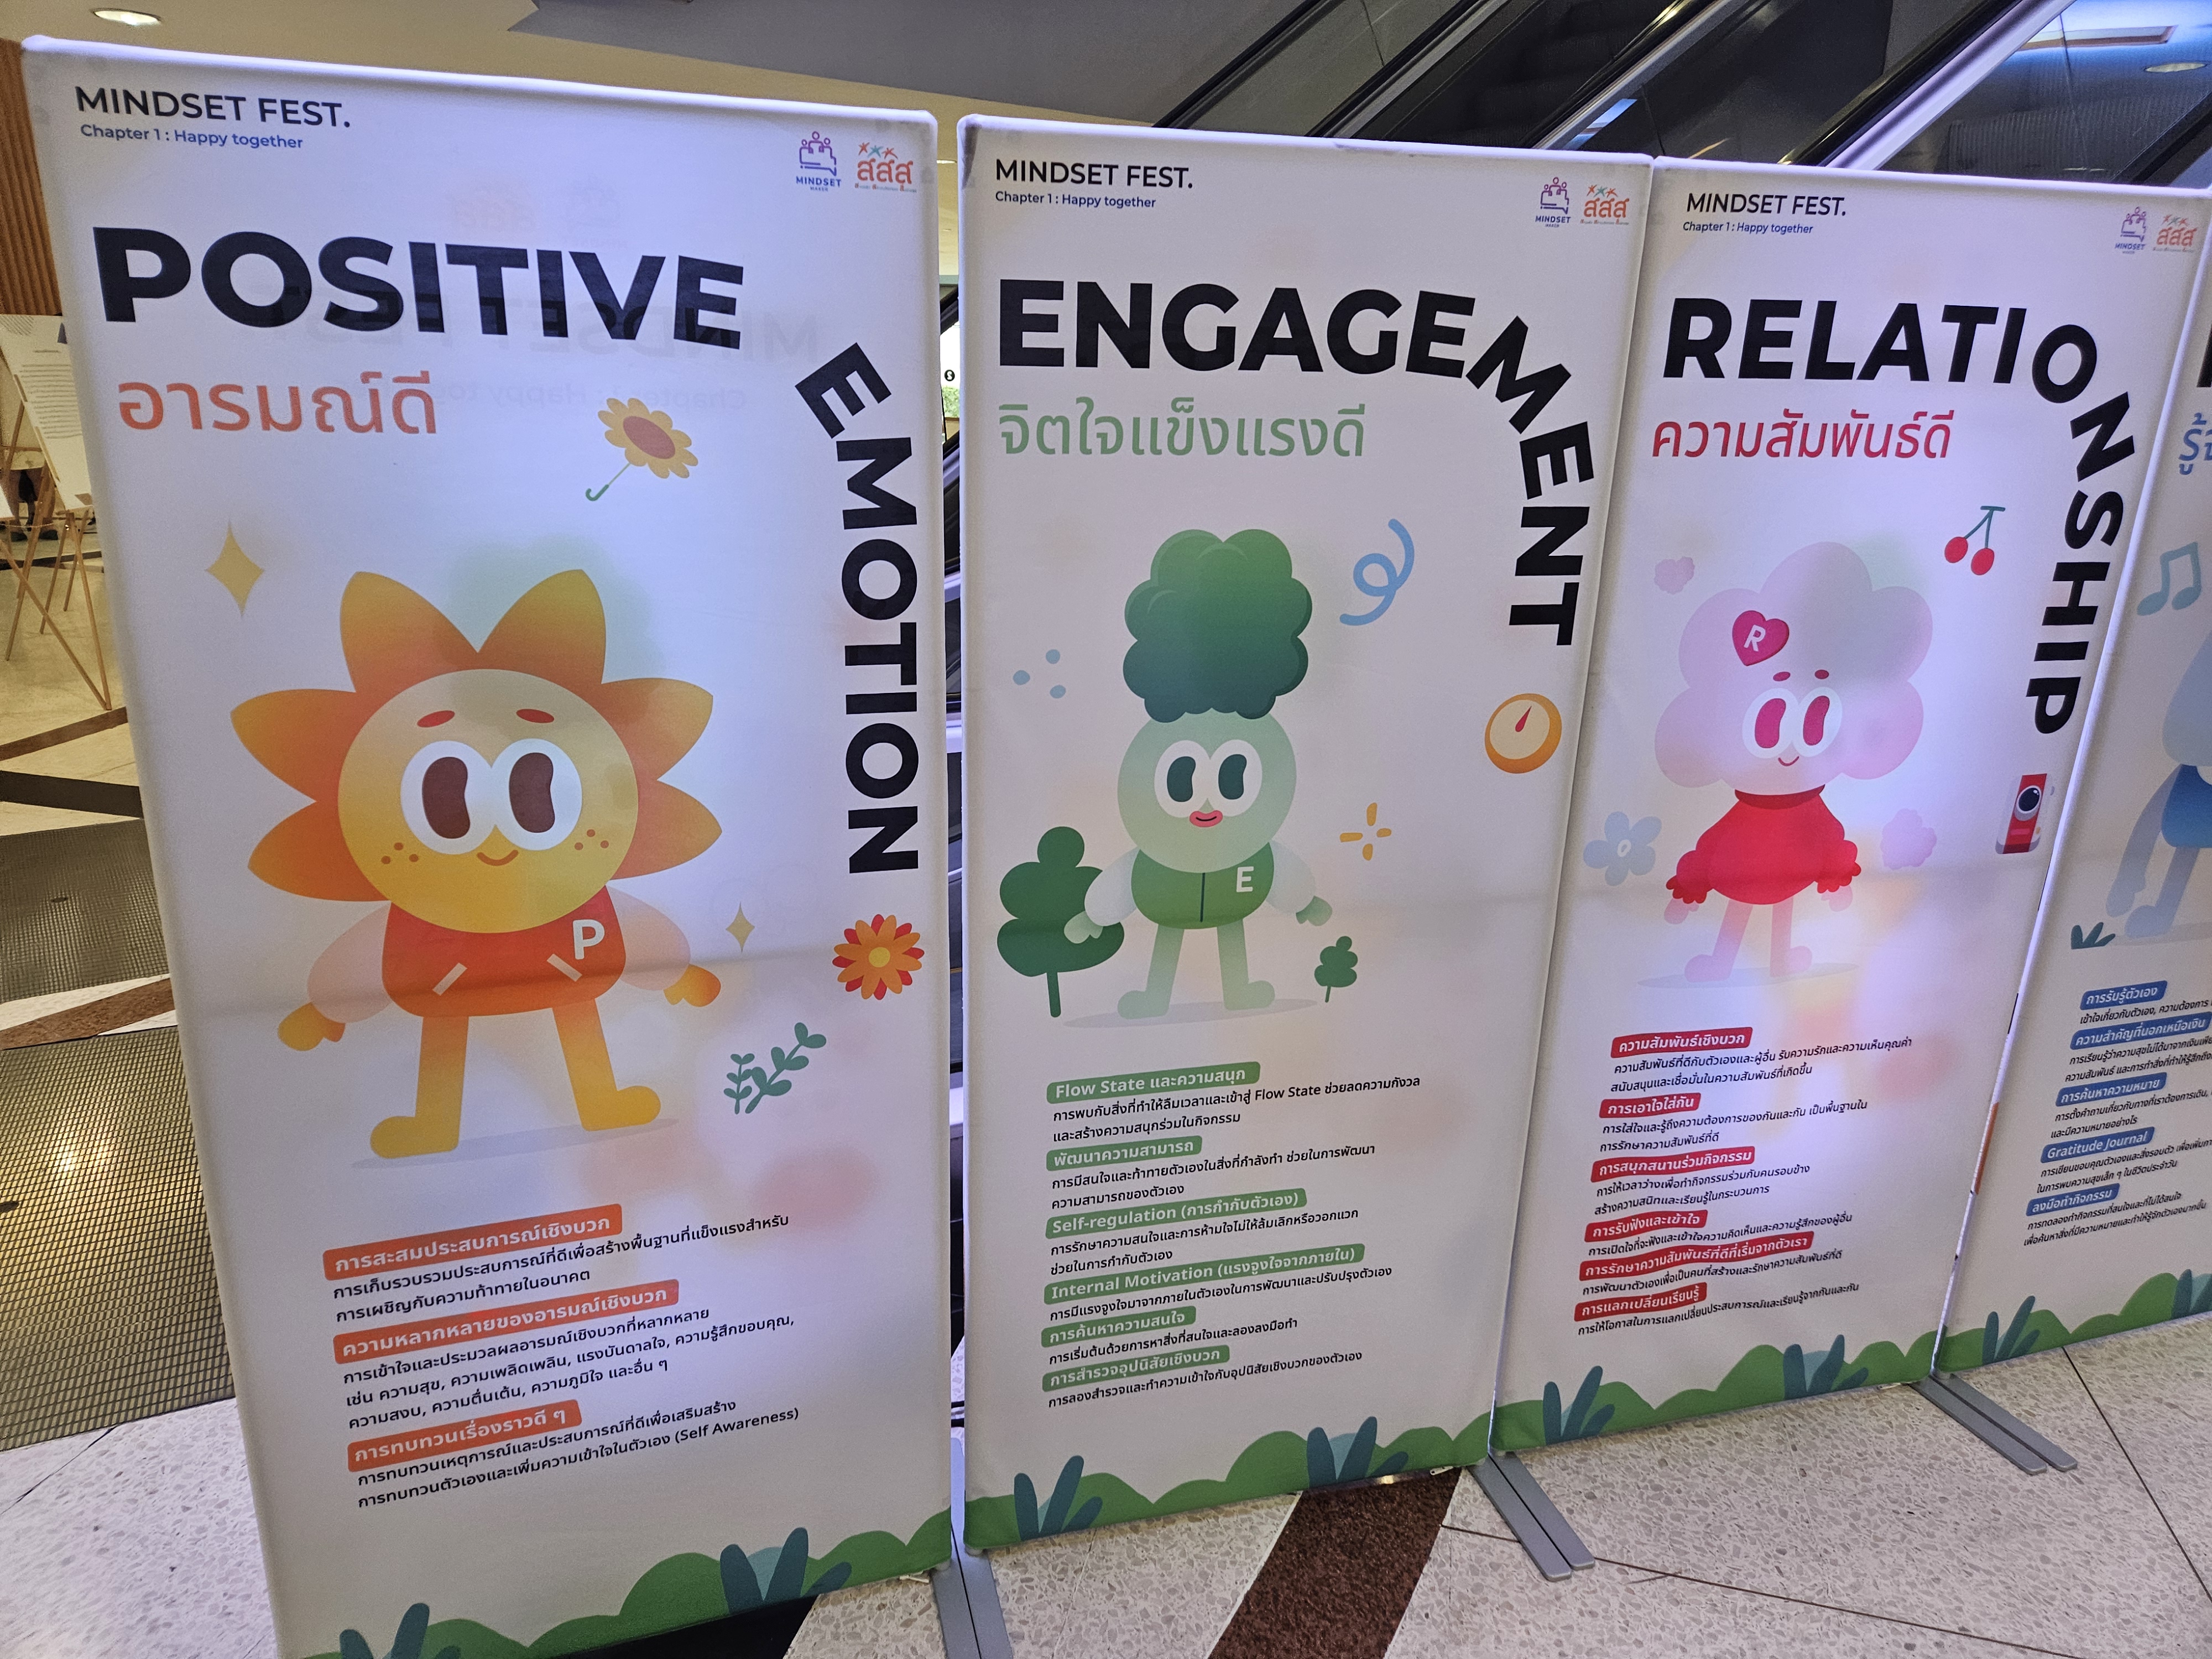 MINDSET FEST.
Chapter 1 : Happy together
MINDSET
MAKER
สสส
POSITIVE
EMOTION
อารมณ์ดี
P
การสะสมประสบการณ์เชิงบวก
การเก็บรวบรวมประสบการณ์ที่ดีเพื่อสร้างพื้นฐานที่แข็งแรงสำหรับ
การเผชิญกับความท้าทายในอนาคต
ความหลากหลายของอารมณ์เชิงบวก
การเข้าใจและประมวลผลอารมณ์เชิงบวกที่หลากหลาย
เช่น ความสุข, ความเพลิดเพลิน, แรงบันดาลใจ, ความรู้สึกขอบคุณ,
ความสงบ, ความตื่นเต้น, ความภูมิใจ และอื่น ๆ
การทบทวนเรื่องราวดี ๆ
การทบทวนเหตุการณ์และประสบการณ์ที่ดีเพื่อเสริมสร้าง
การทบทวนตัวเองและเพิ่มความเข้าใจในตัวเอง (Self Awareness)
MINDSET FEST.
Chapter 1 : Happy together
MINDSET
MAKER
สสส
ENGAGEMENT
จิตใจแข็งแรงดี
E
Flow State และความสนุก
การพบกับสิ่งที่ทำให้ลืมเวลาและเข้าสู่ Flow State ช่วยลดความกังวล
และสร้างความสนุกร่วมในกิจกรรม
พัฒนาความสามารถ
การมีสนใจและท้าทายตัวเองในสิ่งที่กำลังทำ ช่วยในการพัฒนา
ความสามารถของตัวเอง
Self-regulation (การกำกับตัวเอง)
การรักษาความสนใจและการห้ามใจไม่ให้ล้มเลิกหรือวอกแวก
ช่วยในการกำกับตัวเอง
Internal Motivation (แรงจูงใจจากภายใน)
การมีแรงจูงใจมาจากภายในตัวเองในการพัฒนาและปรับปรุงตัวเอง
การค้นหาความสนใจ
การเริ่มต้นด้วยการหาสิ่งที่สนใจและลองลงมือทำ
การสำรวจอุปนิสัยเชิงบวก
การลองสำรวจและทำความเข้าใจกับอุปนิสัยเชิงบวกของตัวเอง
MINDSET FEST.
Chapter 1 : Happy together
MINDSET
สสส
RELATIONSHIP
ความสัมพันธ์ดี
R
ความสัมพันธ์เชิงบวก
ความสัมพันธ์ที่ดีกับตัวเองและผู้อื่น รับความรักและความเห็นคุณค่า
สนับสนุนและเชื่อมั่นในความสัมพันธ์ที่เกิดขึ้น
การเอาใจใส่กัน
การใส่ใจและรู้ถึงความต้องการของกันและกัน เป็นพื้นฐานใน
การรักษาความสัมพันธ์ที่ดี
การสนุกสนานร่วมกิจกรรม
การให้เวลาว่างเพื่อทำกิจกรรมร่วมกับคนรอบข้าง
สร้างความสนิทและเรียนรู้ในกระบวนการ
การรับฟังและเข้าใจ
การเปิดใจที่จะฟังและเข้าใจความคิดเห็นและความรู้สึกของผู้อื่น
การรักษาความสัมพันธ์ที่ดีที่เริ่มจากตัวเรา
การพัฒนาตัวเองเพื่อเป็นคนที่สร้างและรักษาความสัมพันธ์ที่ดี
การแลกเปลี่ยนเรียนรู้
การให้โอกาสในการแลกเปลี่ยนประสบการณ์และเรียนรู้จากกันและกัน
การรับรู้ตัวเอง
เข้าใจเกี่ยวกับตัวเอง, ความต้องการ
ความสำคัญที่นอกเหนือเงิน
การเรียนรู้ว่าความสุขไม่ได้มาจากเงินเพีย
ความสัมพันธ์ และการทำสิ่งที่ทำให้รู้สึกถึง
การค้นหาความหมาย
การตั้งคำถามเกี่ยวกับทางที่เราต้องการเดิน,
และมีความหมายอย่างไร
Gratitude Journal
การเขียนขอบคุณตัวเองและสิ่งรอบตัว เพื่อเพิ่มกา
ในการพบความสุขเล็ก ๆ ในชีวิตประจำวัน
ลงมือทำกิจกรรม
การทดลองทำกิจกรรมที่สนใจและที่ไม่ได้สนใจ
เพื่อค้นหาสิ่งที่มีความหมายและทำให้รู้จักตัวเองมากขึ้น